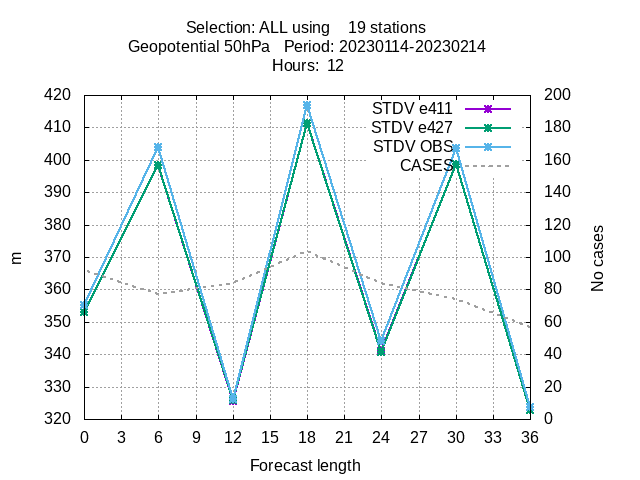 Selection: ALL using    19 stations
Geopotential 50hPa   Period: 20230114-20230214
Hours:  12
STDV e411
STDV e427
STDV OBS
CASES
420
410
400
390
380
370
360
350
340
330
320
m
200
180
160
140
120
100
80
60
40
20
0
No cases
0 3 6 9 12 15 18 21 24 27 30 33 36
Forecast length